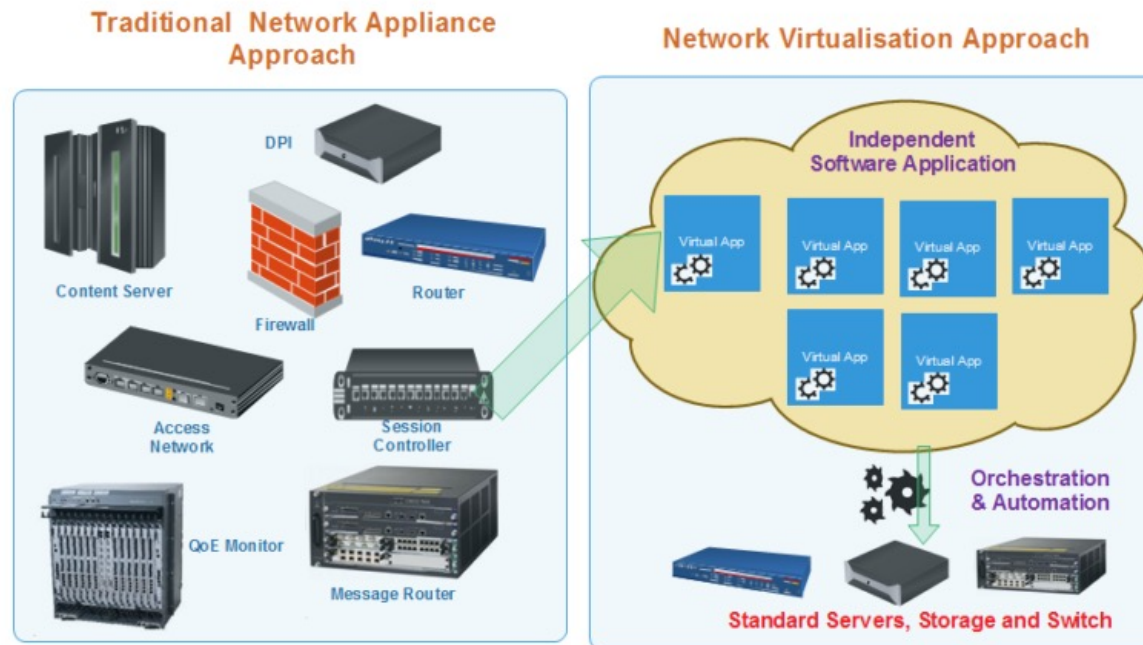 Traditional Network Appliance
Approach
DPI
Content Server
Firewall
Router
Access
Network
Session
Controller
QoE Monitor
Message Router
Network Virtualisation Approach
Independent
Software Application
Virtual App
Virtual App
Virtual App
Virtual App
Virtual App
Virtual App
Orchestration
& Automation
Standard Servers, Storage and Switch